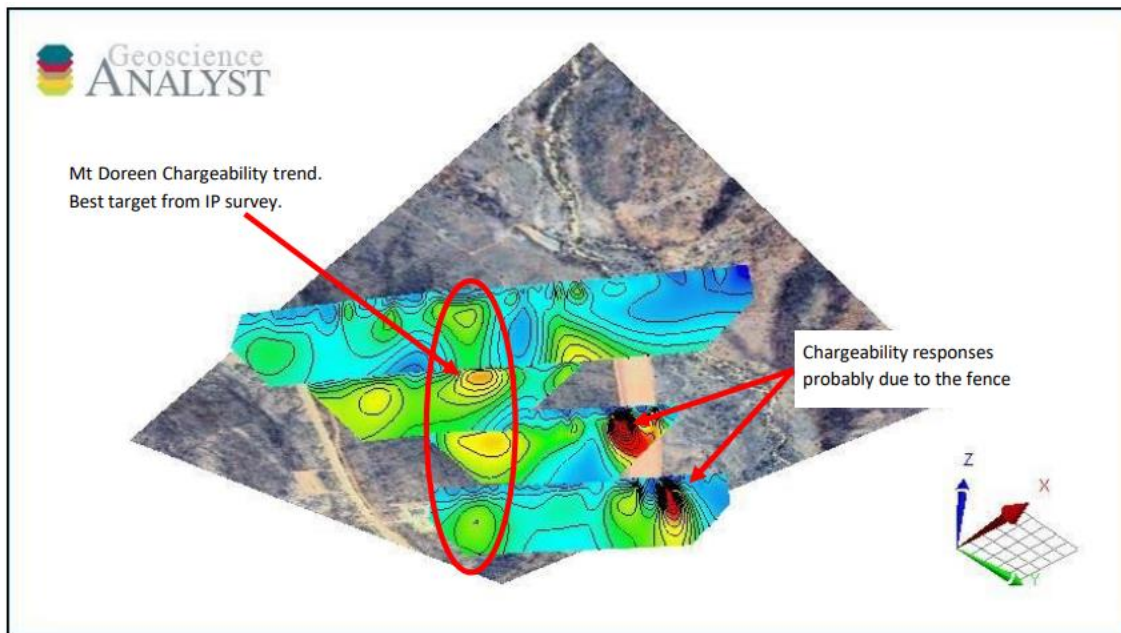 Geoscience
ANALYST
Mt Doreen Chargeability trend.
Best target from IP survey.
Chargeability responses
probably due to the fence
Z
X
Y